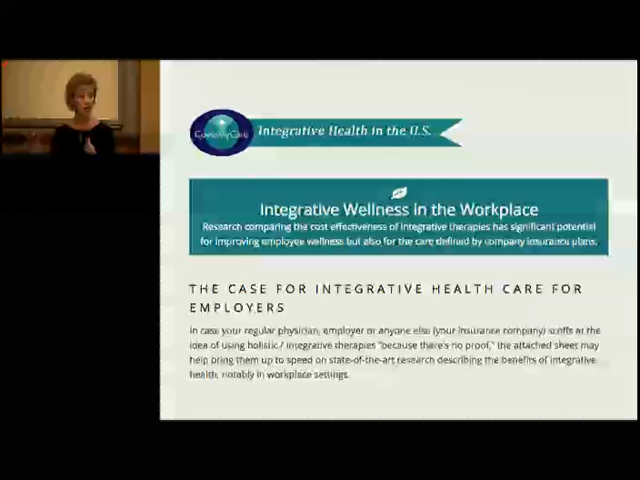 CoverMyCare
Integrative Health in the U.S.
Integrative Wellness in the Workplace
Research comparing the cost effectiveness of integrative therapies has significant potential
for improving employee wellness but also for the care defined by company insurance plans.
THE CASE FOR INTEGRATIVE HEALTH CARE FOR
EMPLOYERS
In case your regular physician, employer or anyone else (your insurance company) scoffs at the
idea of using holistic / integrative therapies "because there's no proof," the attached sheet may
help bring them up to speed on state-of-the-art research describing the benefits of integrative
health, notably in workplace settings.